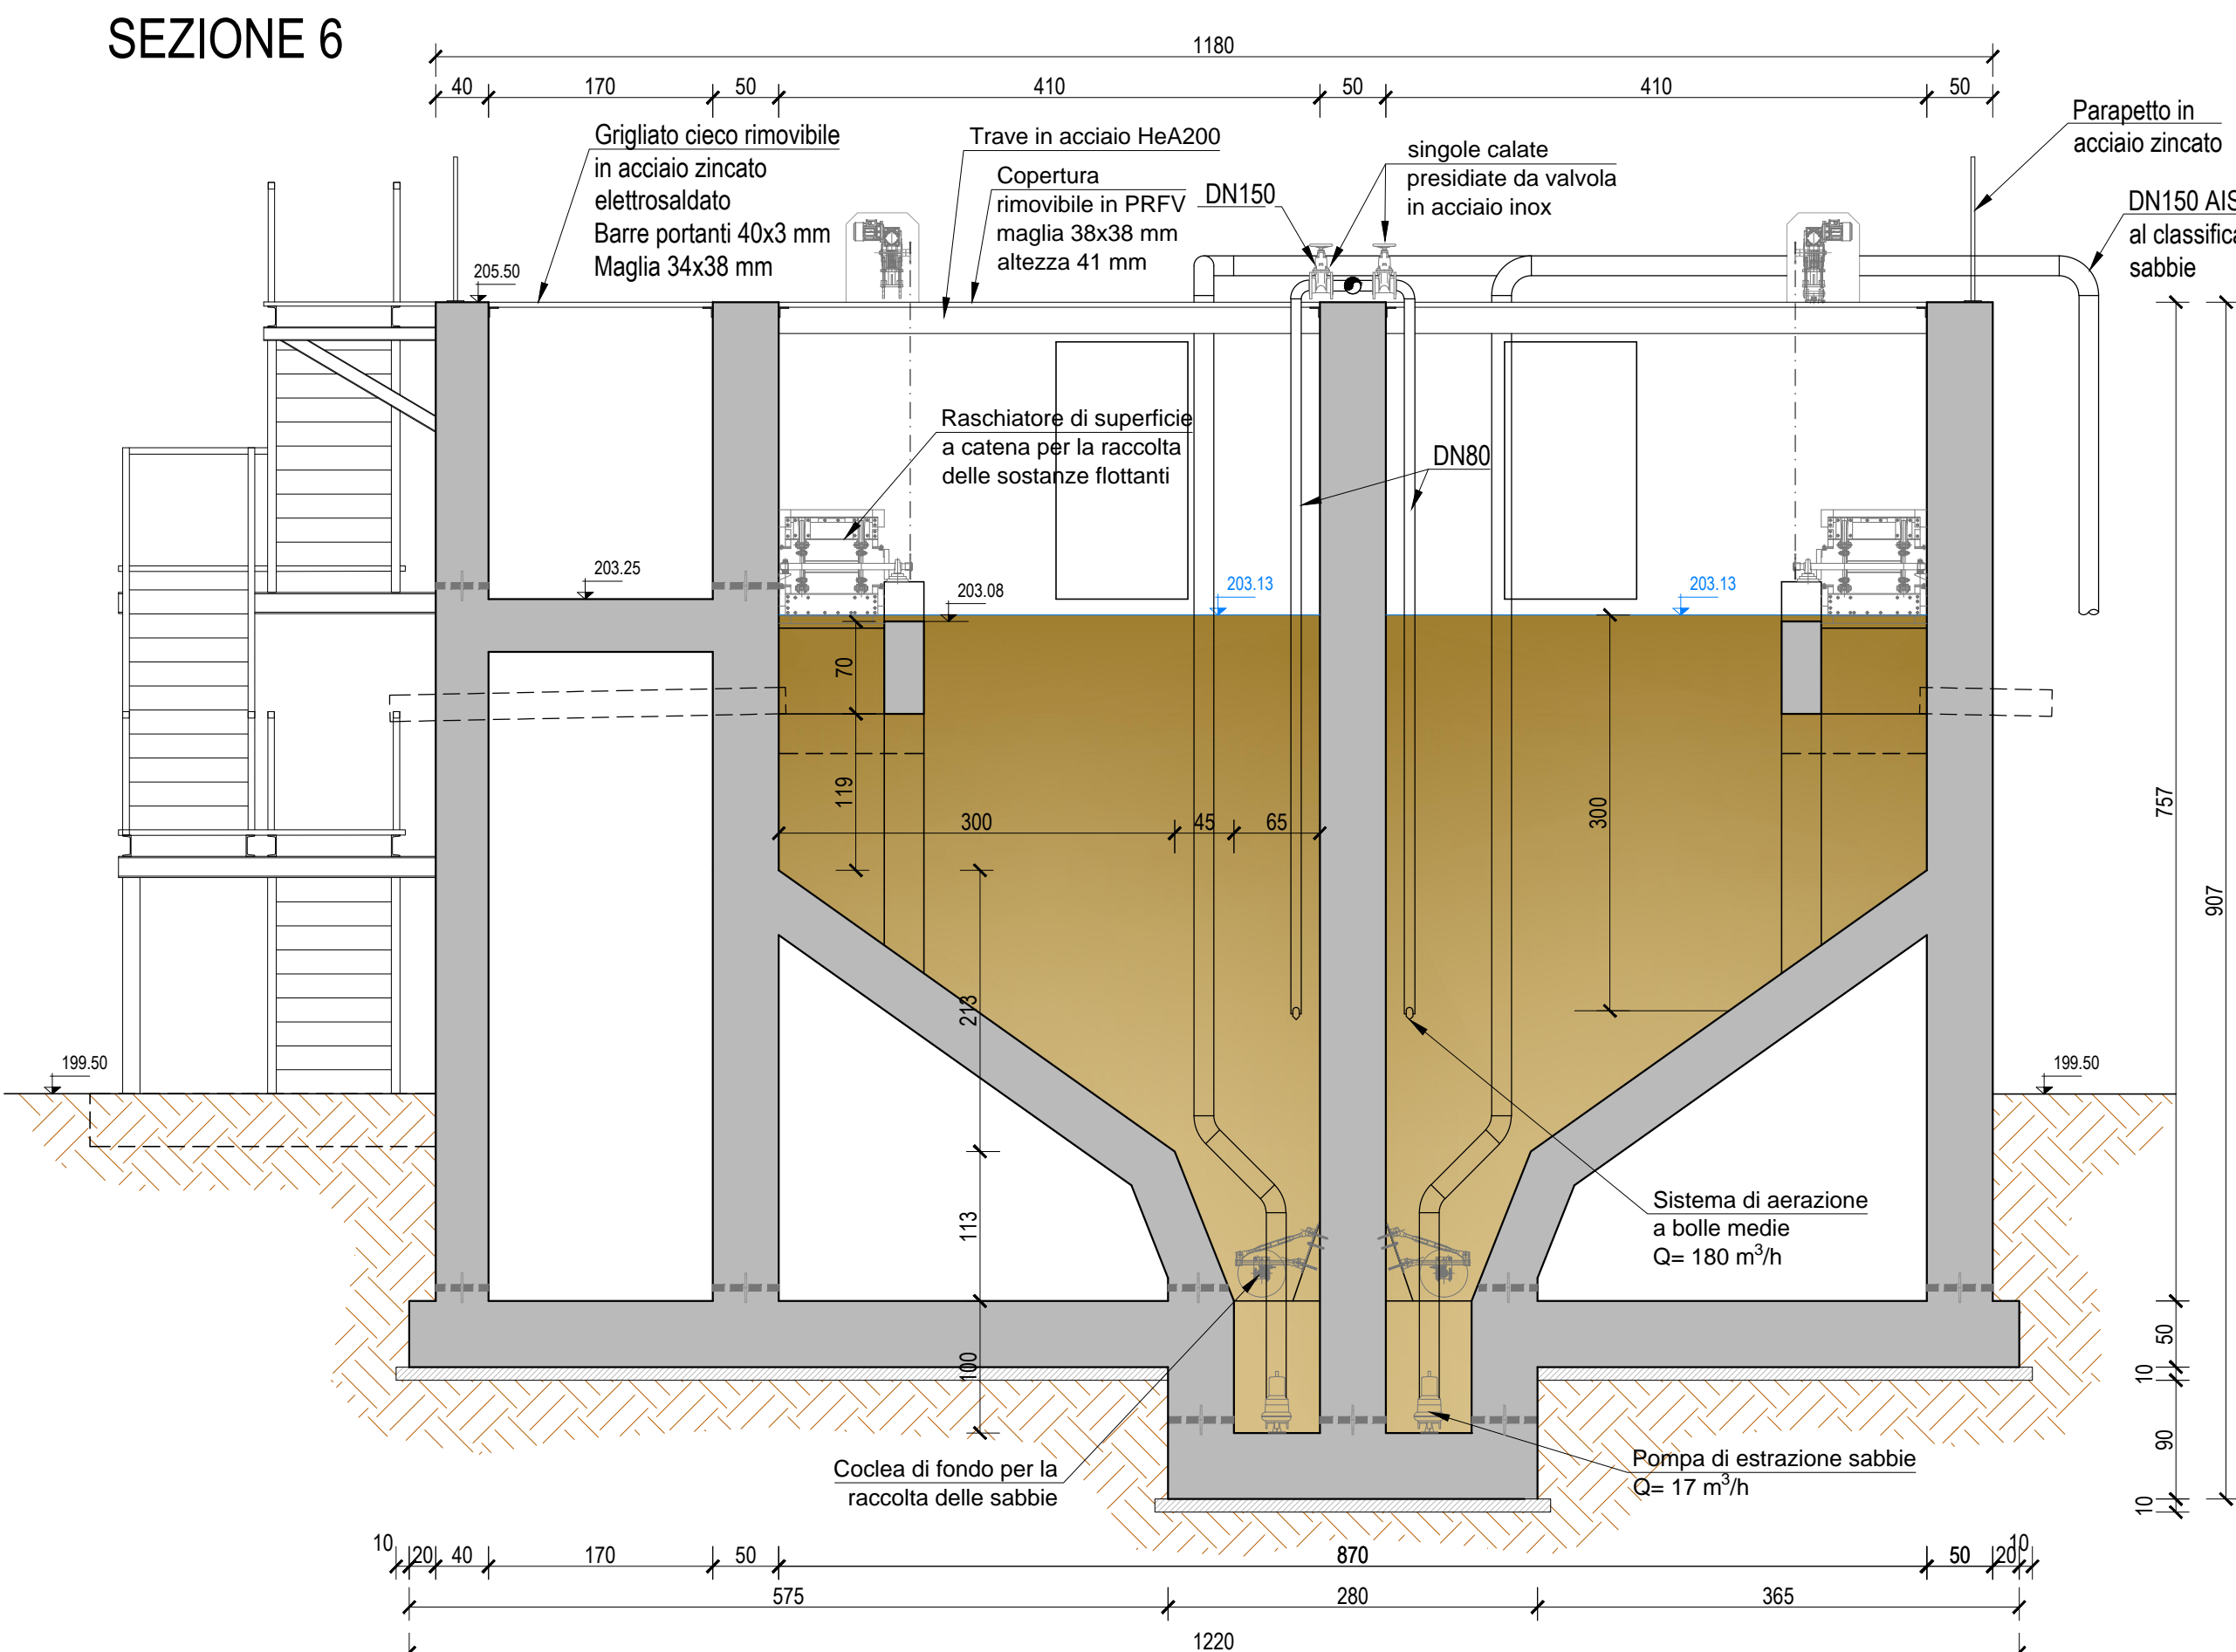 SEZIONE 6
1180
40
170
50
410
50
410
50
Grigliato cieco rimovibile
in acciaio zincato
elettrosaldato
Barre portanti 40x3 mm
Maglia 34x38 mm
Trave in acciaio HeA200
Copertura
rimovibile in PRFV
maglia 38x38 mm
altezza 41 mm
DN150
singole calate
presidiate da valvola
in acciaio inox
Parapetto in
acciaio zincato
DN150 AIS
al classifica
sabbie
205.50
Raschiatore di superficie
a catena per la raccolta
delle sostanze flottanti
DN80
203.25
203.08
203.13
203.13
70
119
300
45
65
300
757
907
213
199.50
199.50
113
Sistema di aerazione
a bolle medie
Q= 180 m³/h
100
50
10
90
10
Coclea di fondo per la
raccolta delle sabbie
Pompa di estrazione sabbie
Q= 17 m³/h
10
20
40
170
50
870
50
20
10
575
280
365
1220